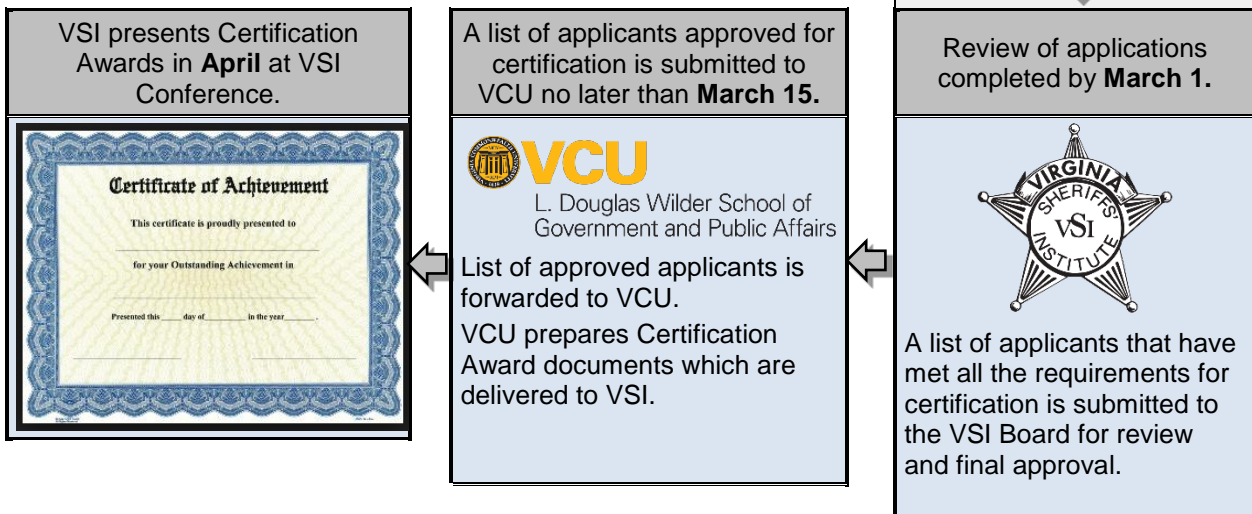 VSI presents Certification
Awards in April at VSI
Conference.
Certificate of Achievement
This certificate is proudly presented to
for your Outstanding Achievement in
Presented this ____ day of ________ in the year ______ .
A list of applicants approved for
certification is submitted to
VCU no later than March 15.
VCU
L. Douglas Wilder School of
Government and Public Affairs
List of approved applicants is
forwarded to VCU.
VCU prepares Certification
Award documents which are
delivered to VSI.
Review of applications
completed by March 1.
VIRGINIA
SHERIFFS'
VSI
INSTITUTE
A list of applicants that have
met all the requirements for
certification is submitted to
the VSI Board for review
and final approval.